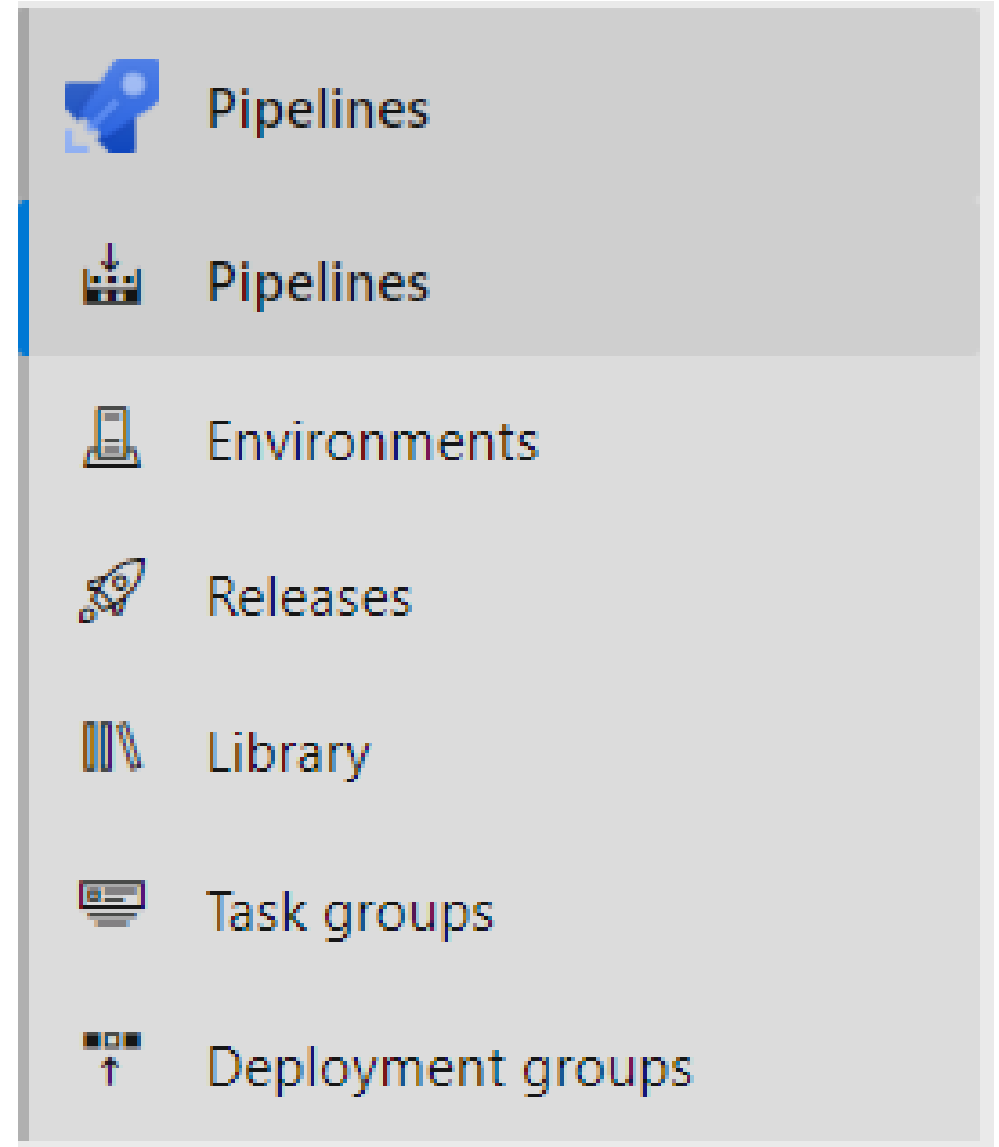 Pipelines
Pipelines
Environments
Releases
Library
Task groups
Deployment groups